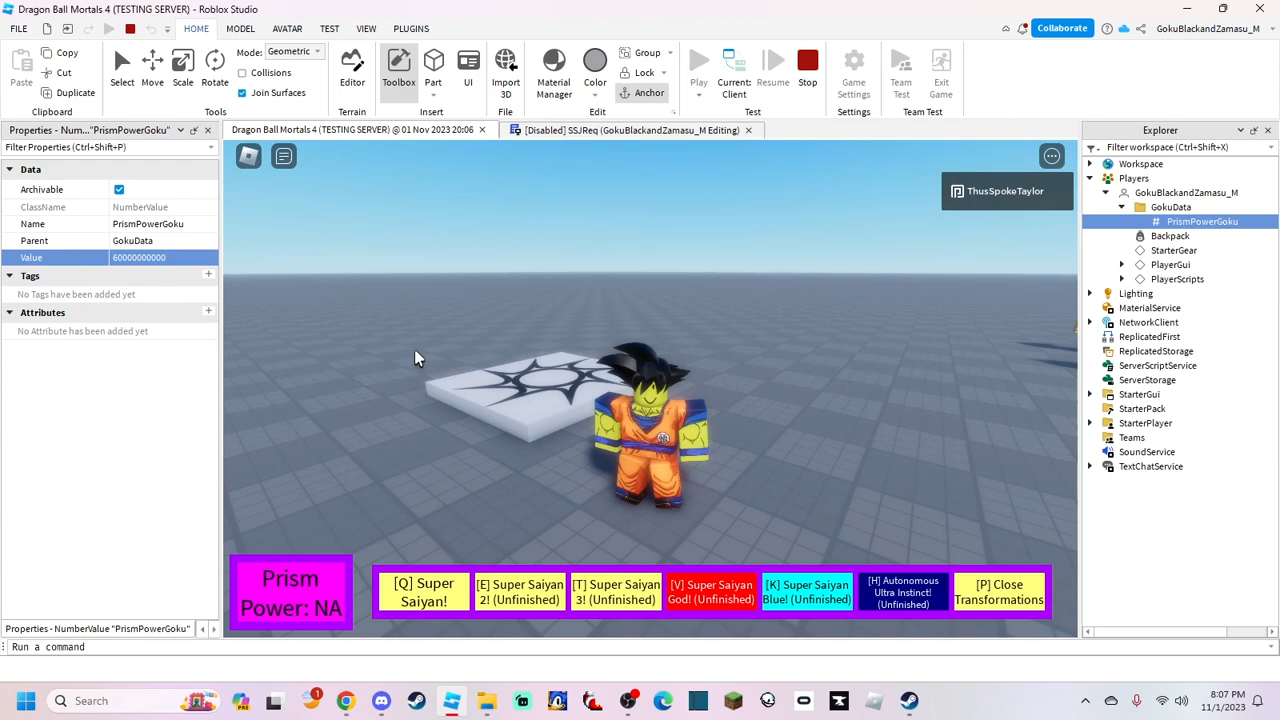 Dragon Ball Mortals 4 (TESTING SERVER) - Roblox Studio
FILE HOME MODEL AVATAR TEST VIEW PLUGINS Collaborate GokuBlackandZamasu_M
Paste Copy Cut Duplicate
Select Move Scale Rotate
Mode: Geometric
Collisions
Join Surfaces
Editor Toolbox Part UI Import 3D
Material Manager Color
Group
Lock
Anchor
Play Current: Client Resume Stop
Game Settings Team Test Exit Game
Clipboard Tools Terrain Insert File Edit Test Settings Team Test
Properties - Num..."PrismPowerGoku"
Dragon Ball Mortals 4 (TESTING SERVER) @ 01 Nov 2023 20:06
[Disabled] SSJReq (GokuBlackandZamasu_M Editing)
Explorer
Filter Properties (Ctrl+Shift+P)
Data
Archivable
ClassName NumberValue
Name PrismPowerGoku
Parent GokuData
Value 60000000000
Tags
No Tags have been added yet
Attributes
No Attribute has been added yet
Properties - NumberValue "PrismPowerGoku"
ThusSpokeTaylor
Prism
Power: NA
[Q] Super
Saiyan!
[E] Super Saiyan
2! (Unfinished)
[T] Super Saiyan
3! (Unfinished)
[V] Super Saiyan
God! (Unfinished)
[K] Super Saiyan
Blue! (Unfinished)
[H] Autonomous
Ultra Instinct!
(Unfinished)
[P] Close
Transformations
Filter workspace (Ctrl+Shift+X)
Workspace
Players
GokuBlackandZamasu_M
GokuData
PrismPowerGoku
Backpack
StarterGear
PlayerGui
PlayerScripts
Lighting
MaterialService
NetworkClient
ReplicatedFirst
ReplicatedStorage
ServerScriptService
ServerStorage
StarterGui
StarterPack
StarterPlayer
Teams
SoundService
TextChatService
Run a command
Search
1
PRE
8:07 PM
11/1/2023